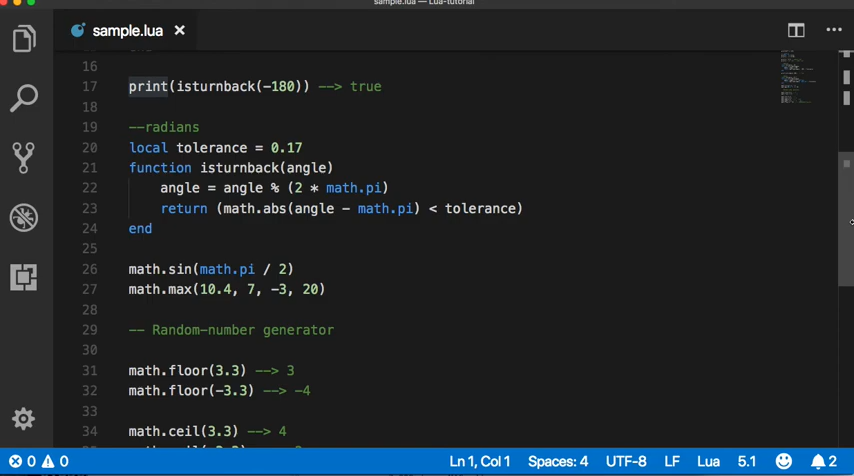 sample.lua — Lua-tutorial
sample.lua ×
16
17 print(isturnback(-180)) --> true
18
19 --radians
20 local tolerance = 0.17
21 function isturnback(angle)
22 angle = angle % (2 * math.pi)
23 return (math.abs(angle - math.pi) < tolerance)
24 end
25
26 math.sin(math.pi / 2)
27 math.max(10.4, 7, -3, 20)
28
29 -- Random-number generator
30
31 math.floor(3.3) --> 3
32 math.floor(-3.3) --> -4
33
34 math.ceil(3.3) --> 4
0 0 Ln 1, Col 1 Spaces: 4 UTF-8 LF Lua 5.1 2